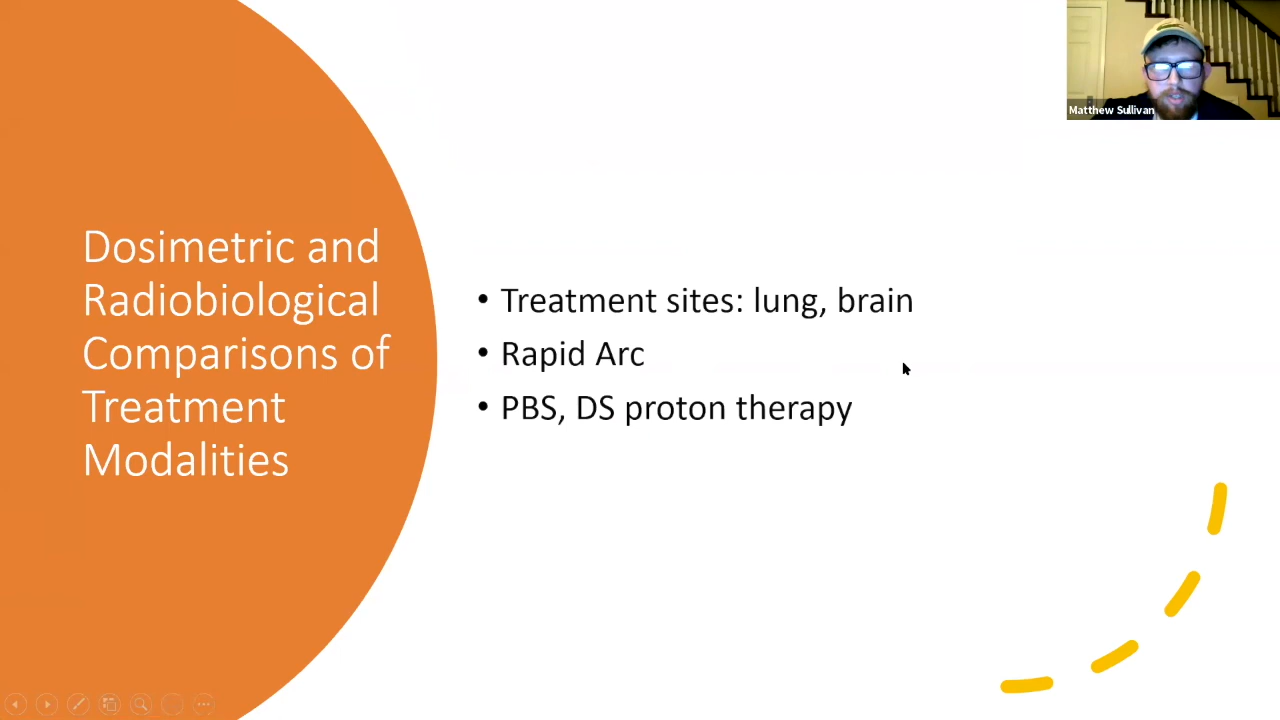 Matthew Sullivan
Dosimetric and
Radiobiological
Comparisons of
Treatment
Modalities
• Treatment sites: lung, brain
• Rapid Arc
• PBS, DS proton therapy